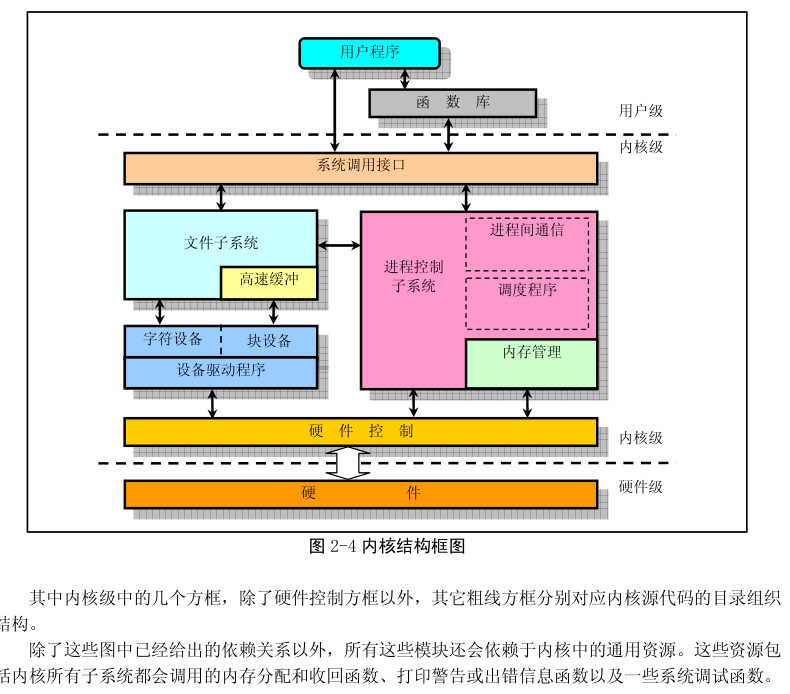 用户程序
函 数 库
用户级
内核级
系统调用接口
文件子系统
高速缓冲
进程控制
子系统
进程间通信
调度程序
内存管理
字符设备
块设备
设备驱动程序
硬 件 控 制
内核级
硬 件
硬件级
图 2-4 内核结构框图
其中内核级中的几个方框，除了硬件控制方框以外，其它粗线方框分别对应内核源代码的目录组织
结构。
除了这些图中已经给出的依赖关系以外，所有这些模块还会依赖于内核中的通用资源。这些资源包
括内核所有子系统都会调用的内存分配和收回函数、打印警告或出错信息函数以及一些系统调试函数。